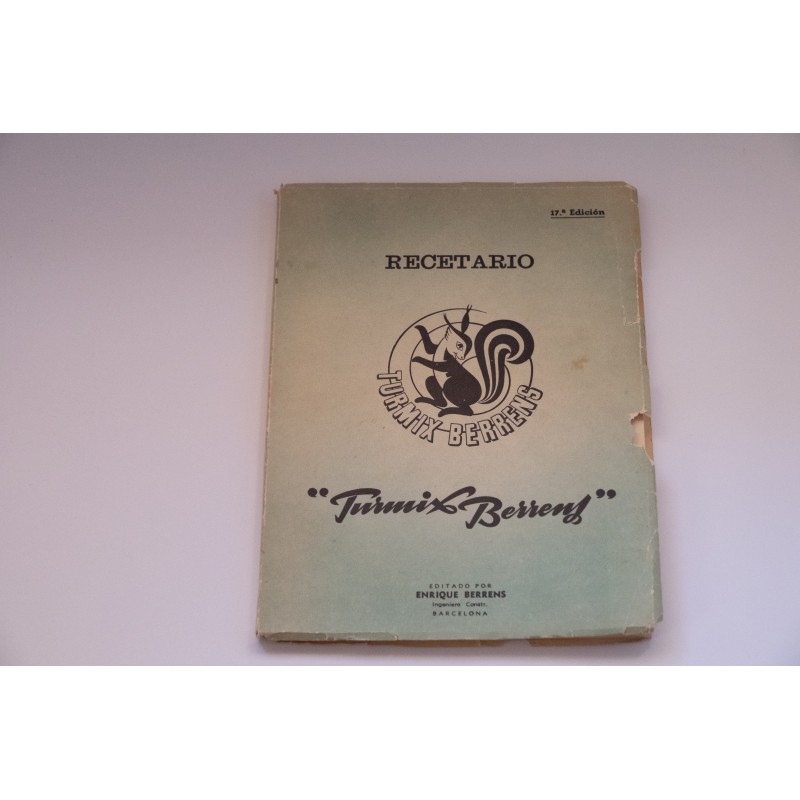 17.ª Edición
RECETARIO
TURMIX BERRENS
"Turmix Berrens"
EDITADO POR
ENRIQUE BERRENS
Ingeniero Constr.
BARCELONA